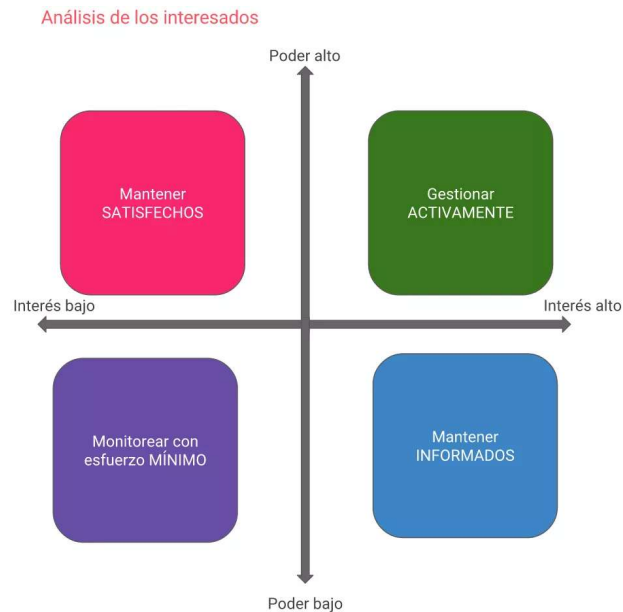 Análisis de los interesados
Poder alto
Mantener
SATISFECHOS
Gestionar
ACTIVAMENTE
Interés bajo
Interés alto
Monitorear con
esfuerzo MÍNIMO
Mantener
INFORMADOS
Poder bajo